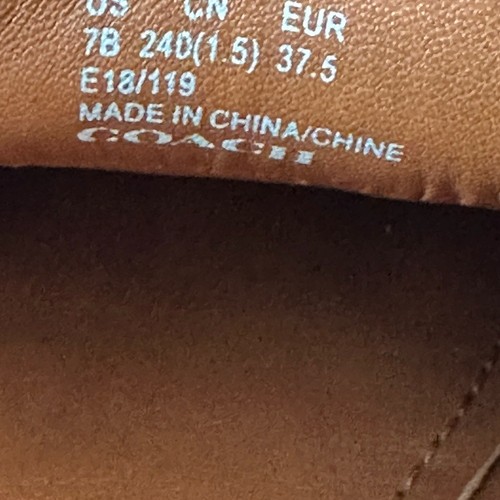 US CN EUR
7B 240(1.5) 37.5
E18/119
MADE IN CHINA/CHINE
COACH